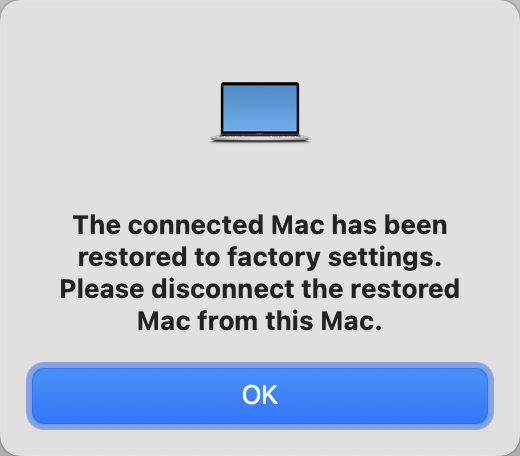 The connected Mac has been
restored to factory settings.
Please disconnect the restored
Mac from this Mac.
OK